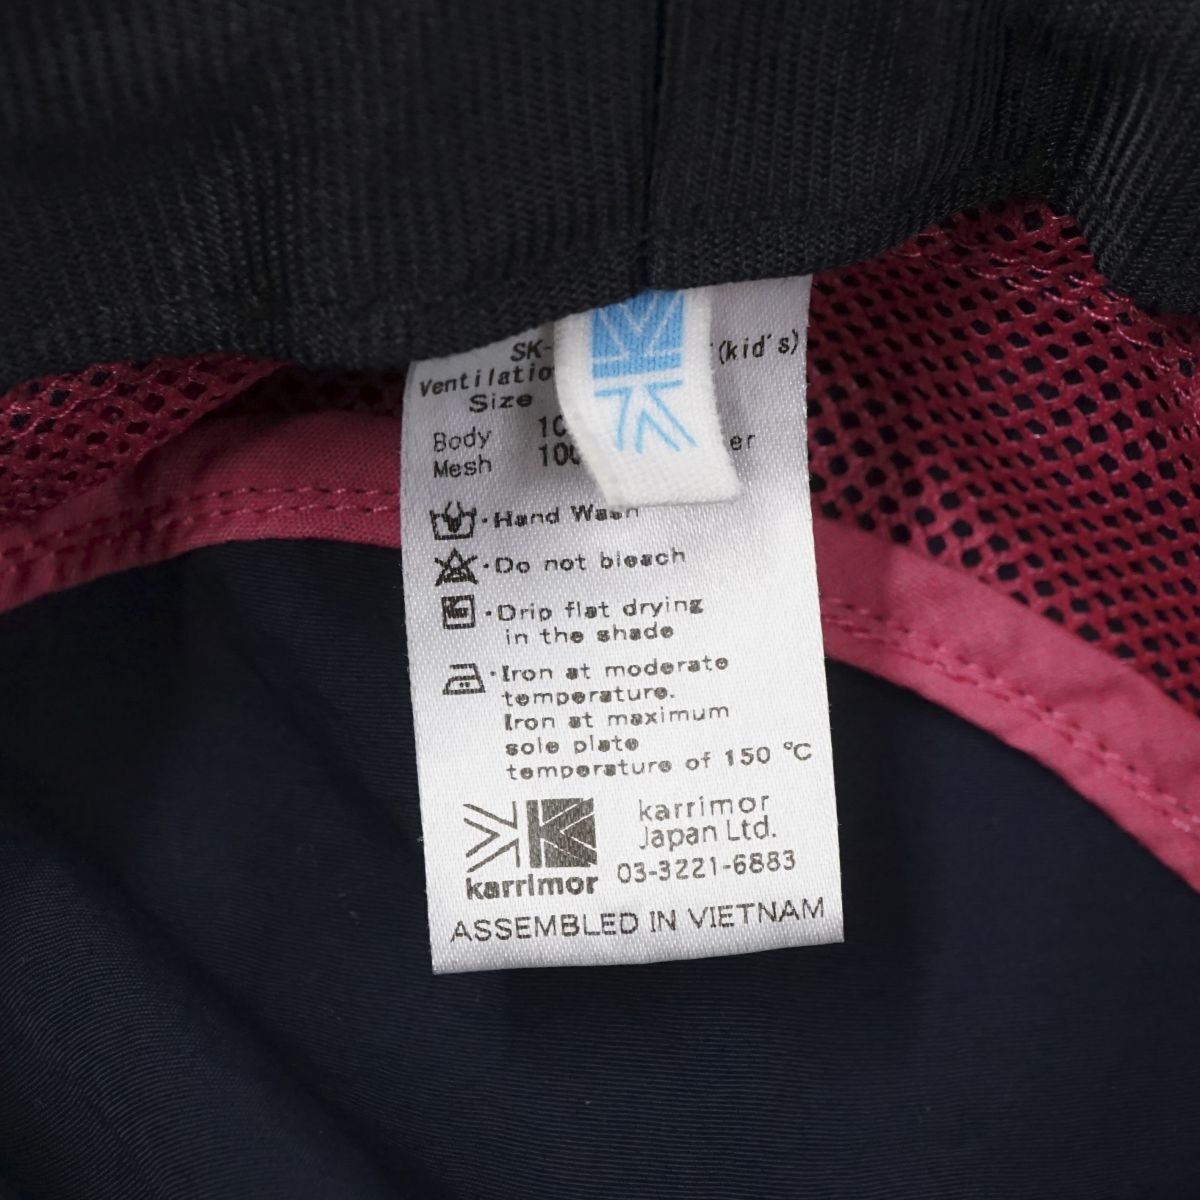 (kid's)
Size
Body
Mesh
·Hand Wash
·Do not bleach
·Drip flat drying
in the shade
·Iron at moderate
temperature.
Iron at maximum
sole plate
temperature of 150 ℃
karrimor
Japan Ltd.
03-3221-6883
karrimor
ASSEMBLED IN VIETNAM